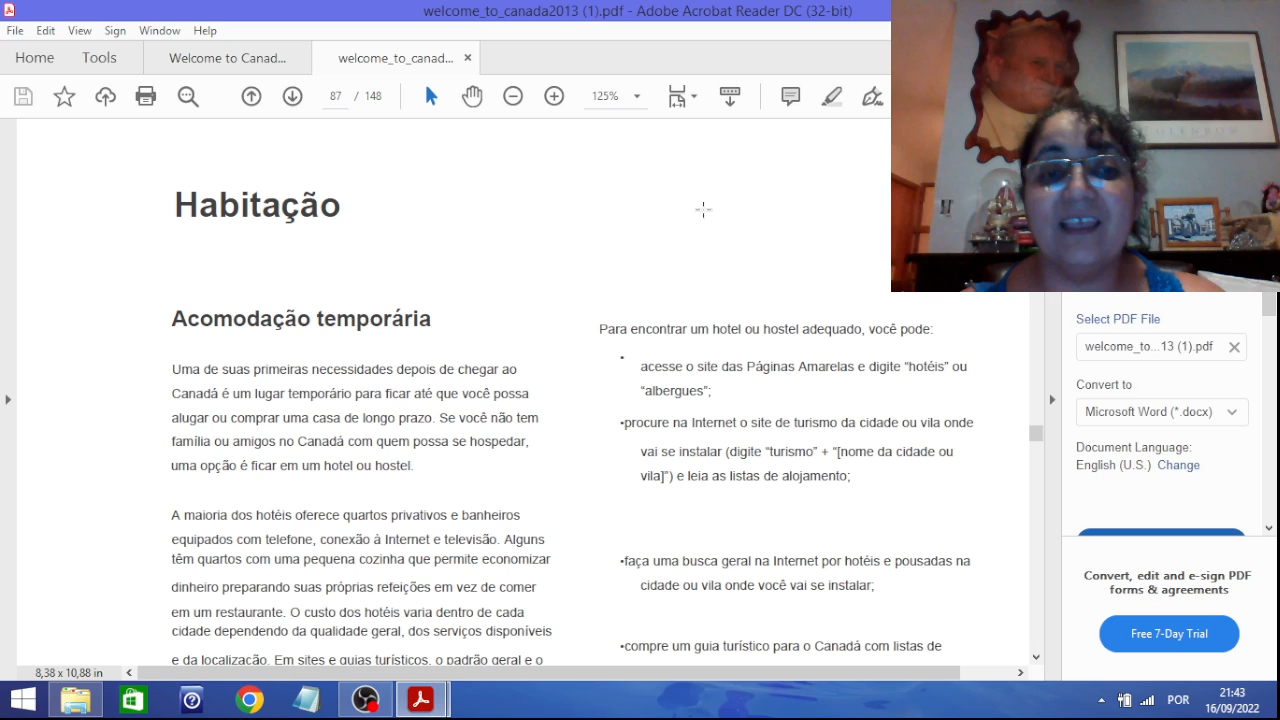 welcome_to_canada2013 (1).pdf - Adobe Acrobat Reader DC (32-bit)
File Edit View Sign Window Help
Home Tools Welcome to Canad... welcome_to_canad... ×
87 / 148 125%
Habitação
Acomodação temporária
Uma de suas primeiras necessidades depois de chegar ao
Canadá é um lugar temporário para ficar até que você possa
alugar ou comprar uma casa de longo prazo. Se você não tem
família ou amigos no Canadá com quem possa se hospedar,
uma opção é ficar em um hotel ou hostel.
A maioria dos hotéis oferece quartos privativos e banheiros
equipados com telefone, conexão à Internet e televisão. Alguns
têm quartos com uma pequena cozinha que permite economizar
dinheiro preparando suas próprias refeições em vez de comer
em um restaurante. O custo dos hotéis varia dentro de cada
cidade dependendo da qualidade geral, dos serviços disponíveis
e da localização. Em sites e guias turísticos, o padrão geral e o
Para encontrar um hotel ou hostel adequado, você pode:
•
acesse o site das Páginas Amarelas e digite “hotéis” ou
“albergues”;
•procure na Internet o site de turismo da cidade ou vila onde
vai se instalar (digite “turismo” + “[nome da cidade ou
vila]”) e leia as listas de alojamento;
•faça uma busca geral na Internet por hotéis e pousadas na
cidade ou vila onde você vai se instalar;
•compre um guia turístico para o Canadá com listas de
Select PDF File
welcome_to...13 (1).pdf
Convert to
Microsoft Word (*.docx)
Document Language:
English (U.S.) Change
Convert, edit and e-sign PDF
forms & agreements
Free 7-Day Trial
8,38 x 10,88 in
POR
21:43
16/09/2022